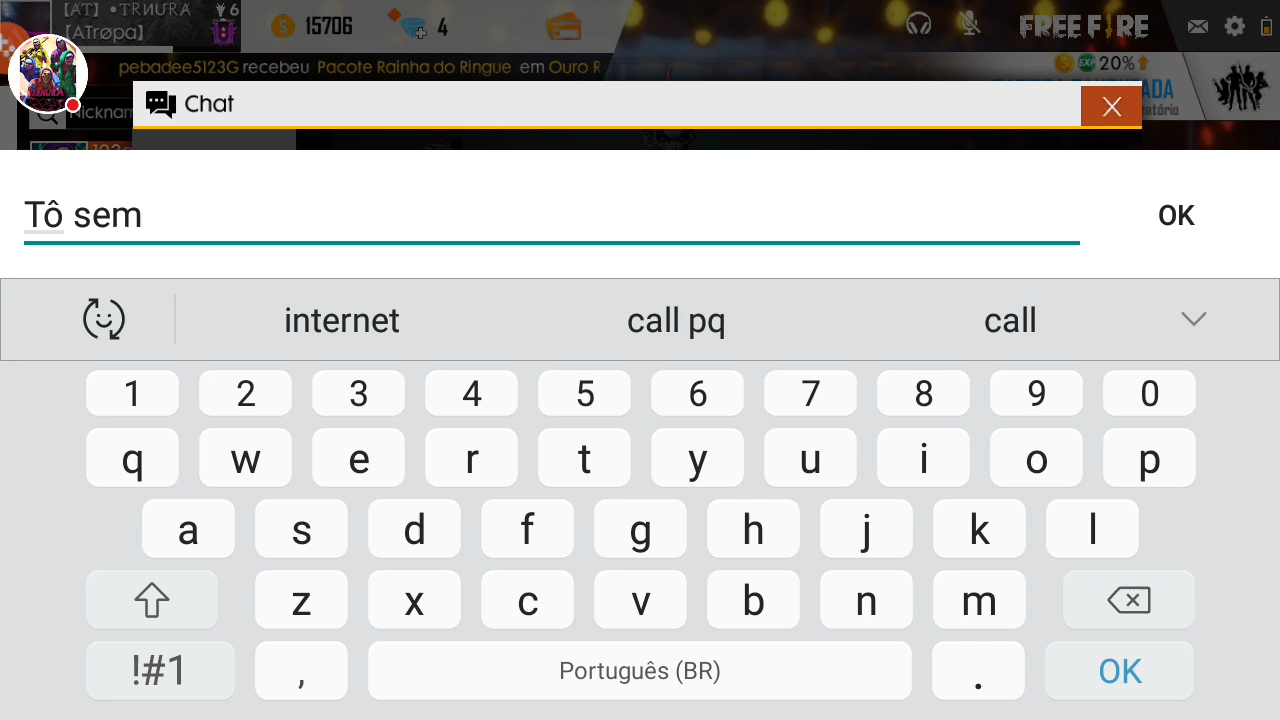 【AT】•TRИURA 6
【ATrøpa】
15706
4
FREE FIRE
pebadee5123G recebeu Pacote Rainha do Ringue em Ouro R
EXP 20%
Chat
X
Tô sem
OK
internet call pq call
1 2 3 4 5 6 7 8 9 0
q w e r t y u i o p
a s d f g h j k l
z x c v b n m
!#1 , Português (BR) . OK